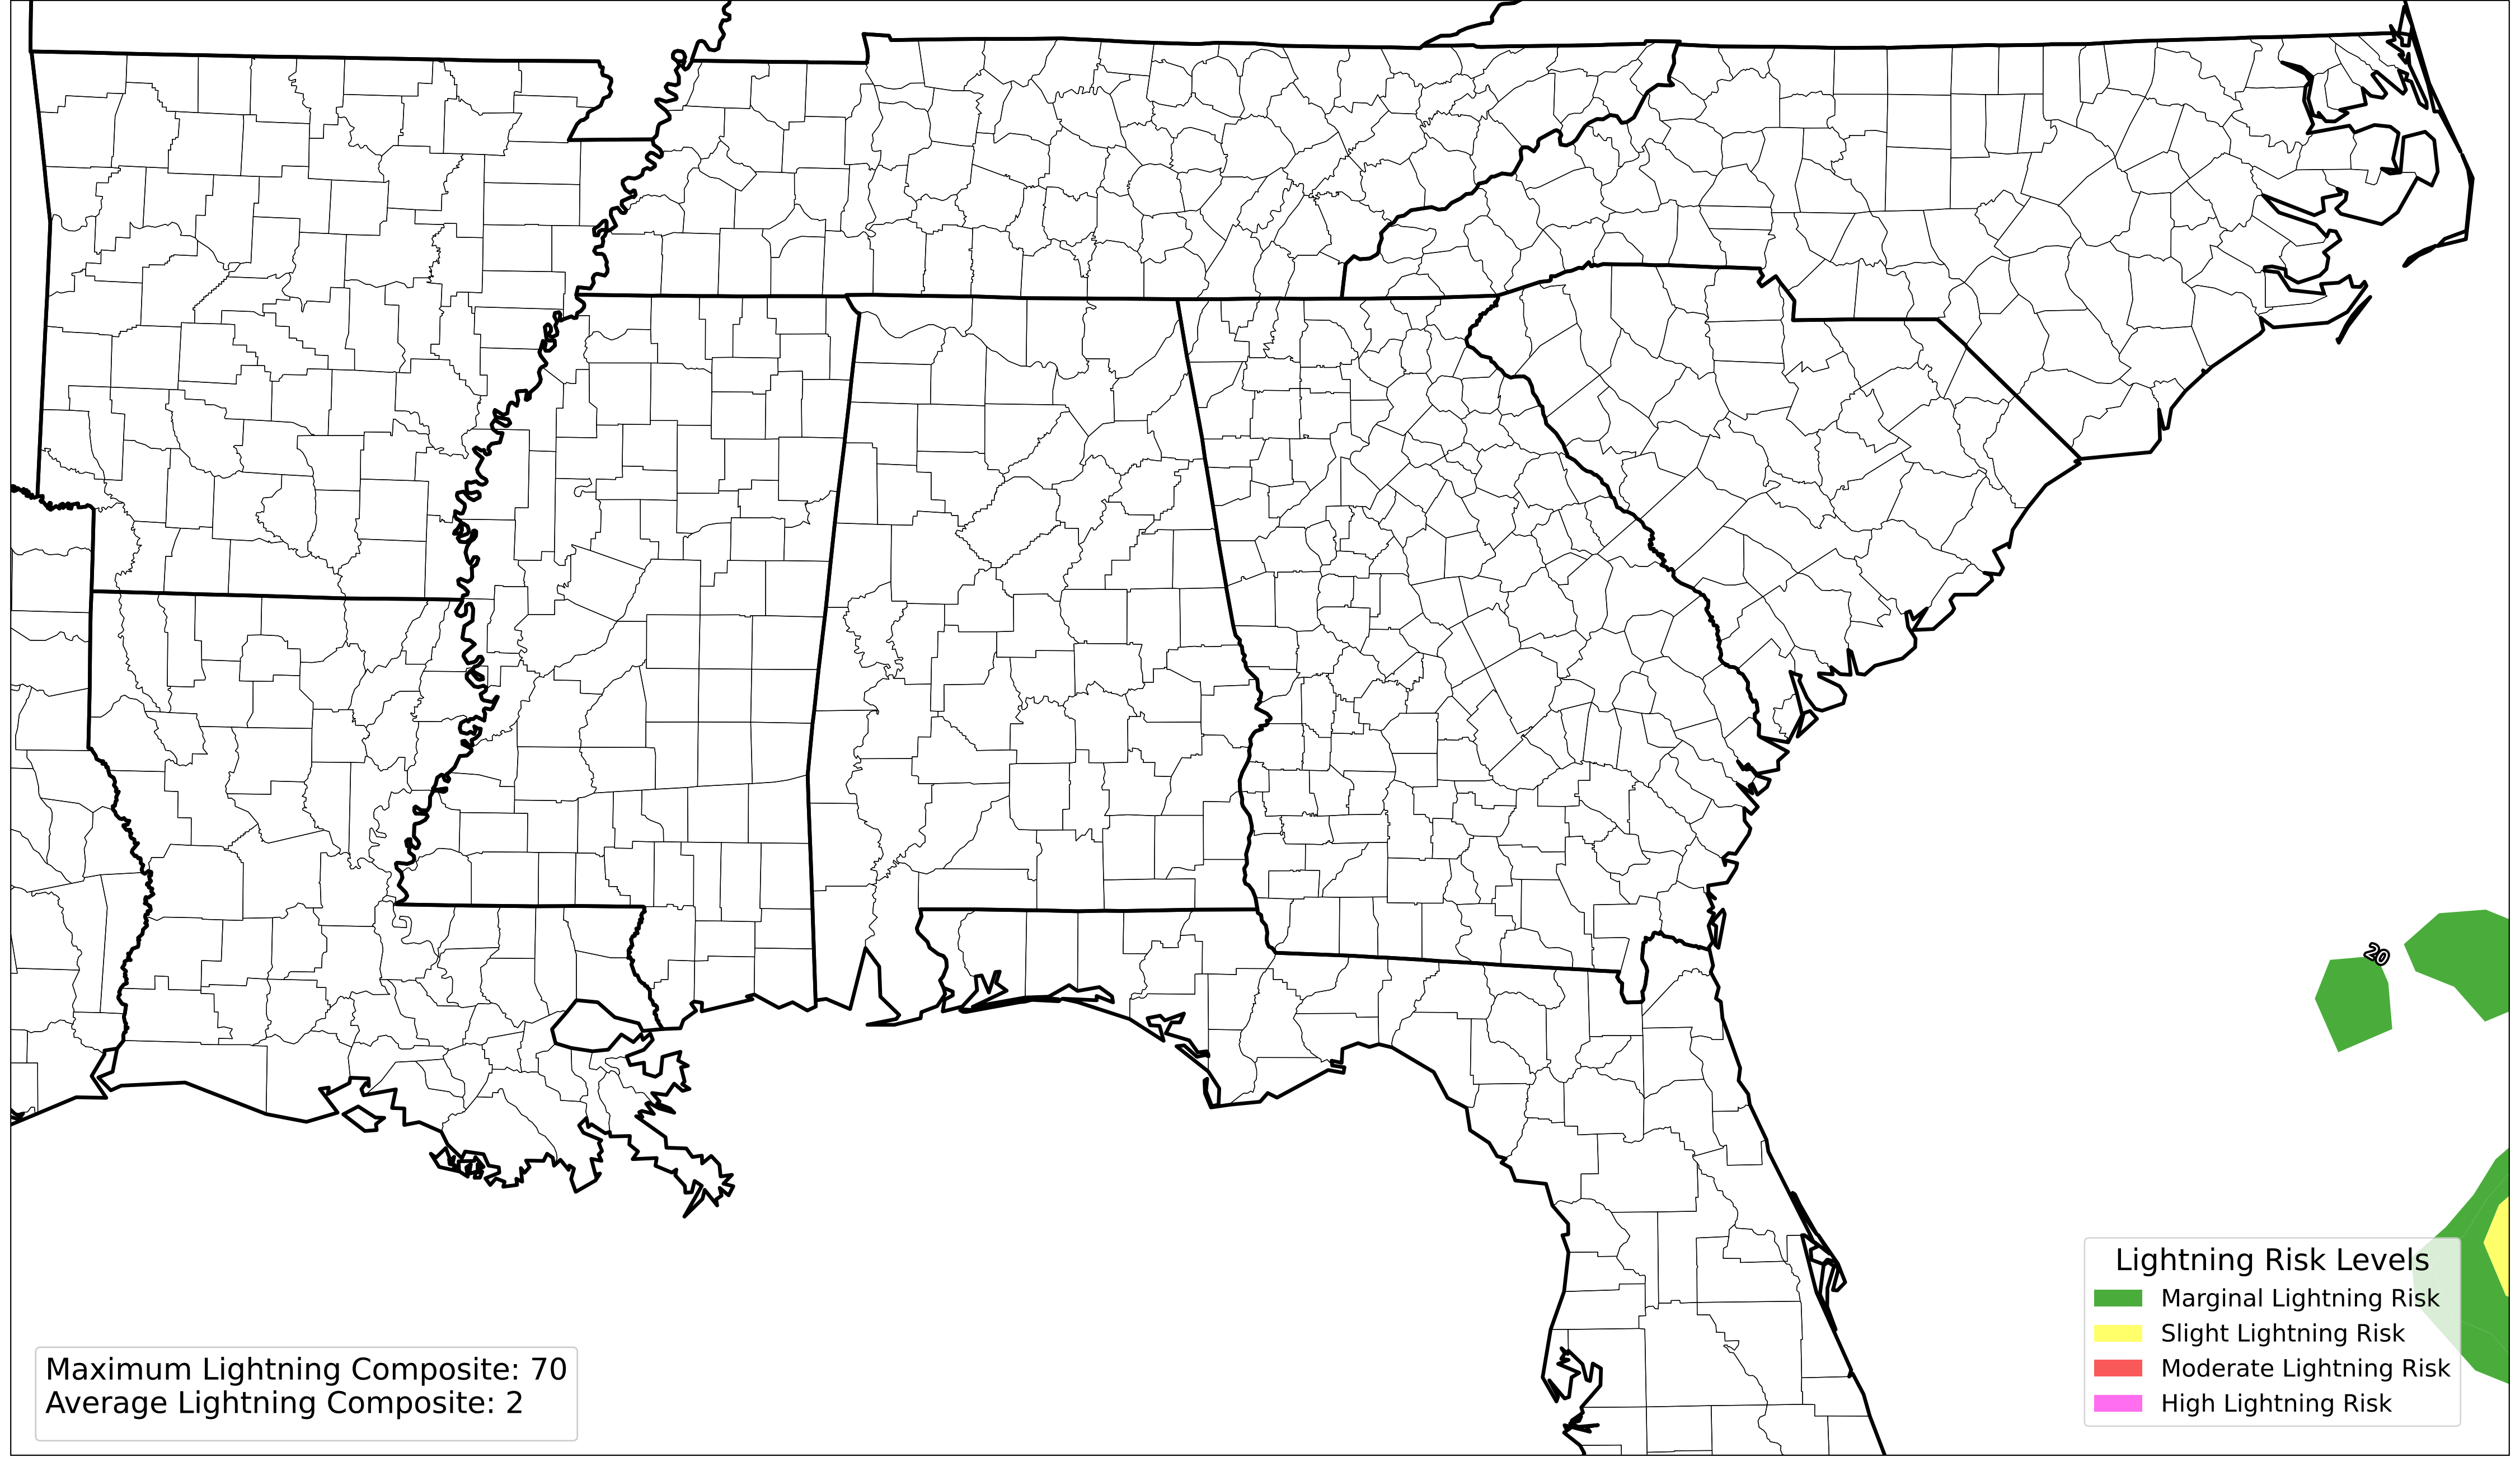 20
Lightning Risk Levels
Marginal Lightning Risk
Slight Lightning Risk
Moderate Lightning Risk
High Lightning Risk
Maximum Lightning Composite: 70
Average Lightning Composite: 2